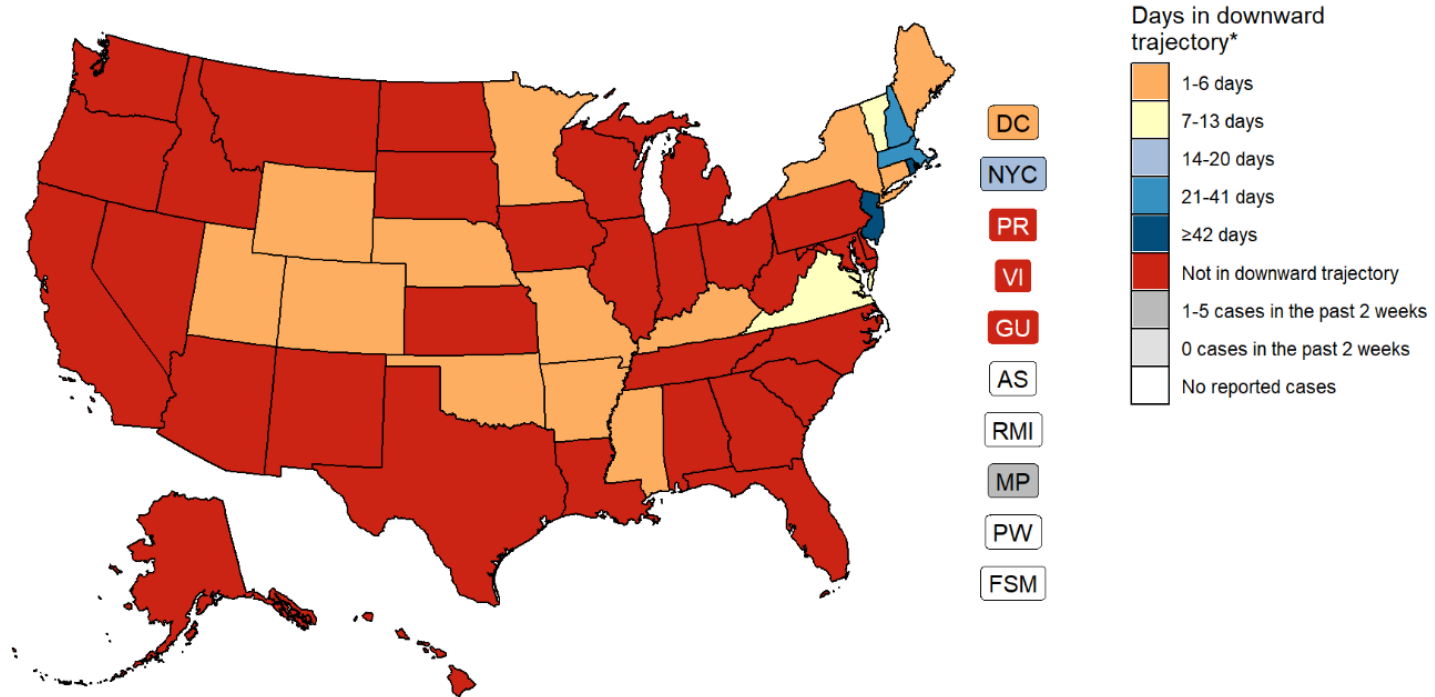 Days in downward
trajectory*
1-6 days
7-13 days
14-20 days
21-41 days
≥42 days
Not in downward trajectory
1-5 cases in the past 2 weeks
0 cases in the past 2 weeks
No reported cases
DC
NYC
PR
VI
GU
AS
RMI
MP
PW
FSM